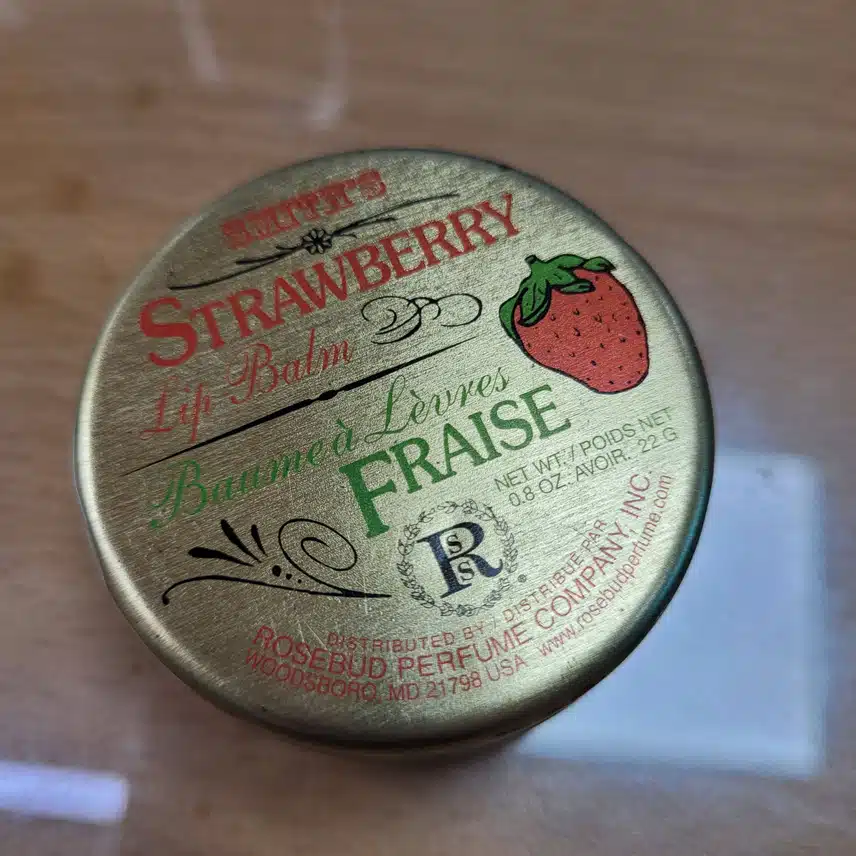 SMITH'S
STRAWBERRY
Lip Balm
Baume à Lèvres
FRAISE
NET WT. / POIDS NET
0.8 OZ. AVOIR.. 22 G
RSS
DISTRIBUTED BY / DISTRIBUÉ PAR
ROSEBUD PERFUME COMPANY, INC.
WOODSBORO, MD 21798 USA www.rosebudperfume.com